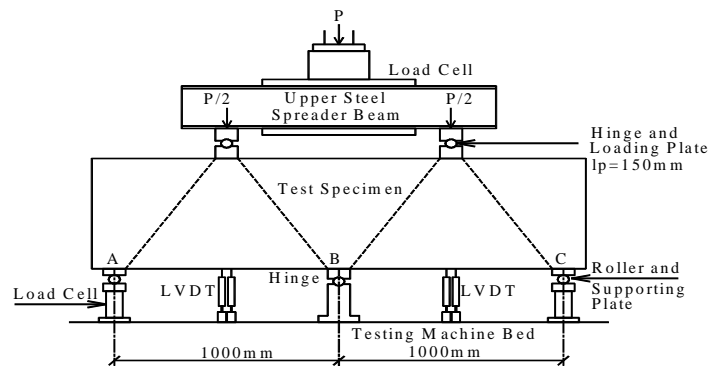 P
Load Cell
P/2
Upper Steel
Spreader Beam
P/2
Hinge and
Loading Plate
lp=150mm
Test Specimen
A
B
C
Hinge
Roller and
Supporting
Plate
Load Cell
LVDT
LVDT
Testing Machine Bed
1000mm
1000mm